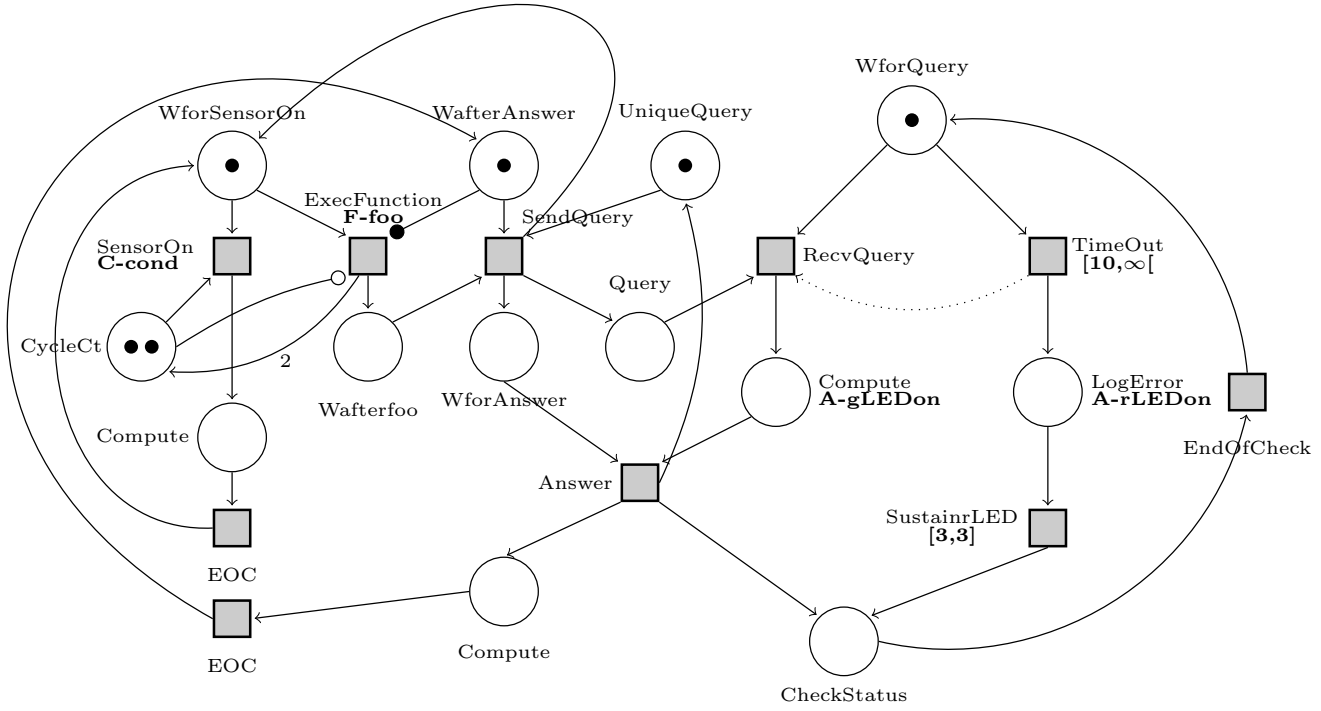 WforQuery
WforSensorOn
WafterAnswer
UniqueQuery
ExecFunction
F-foo
SendQuery
SensorOn
C-cond
RecvQuery
TimeOut
[10,∞[
Query
CycleCt
2
Wafterfoo
WforAnswer
Compute
A-gLEDon
LogError
A-rLEDon
Compute
EndOfCheck
Answer
SustainrLED
[3,3]
EOC
EOC
Compute
CheckStatus